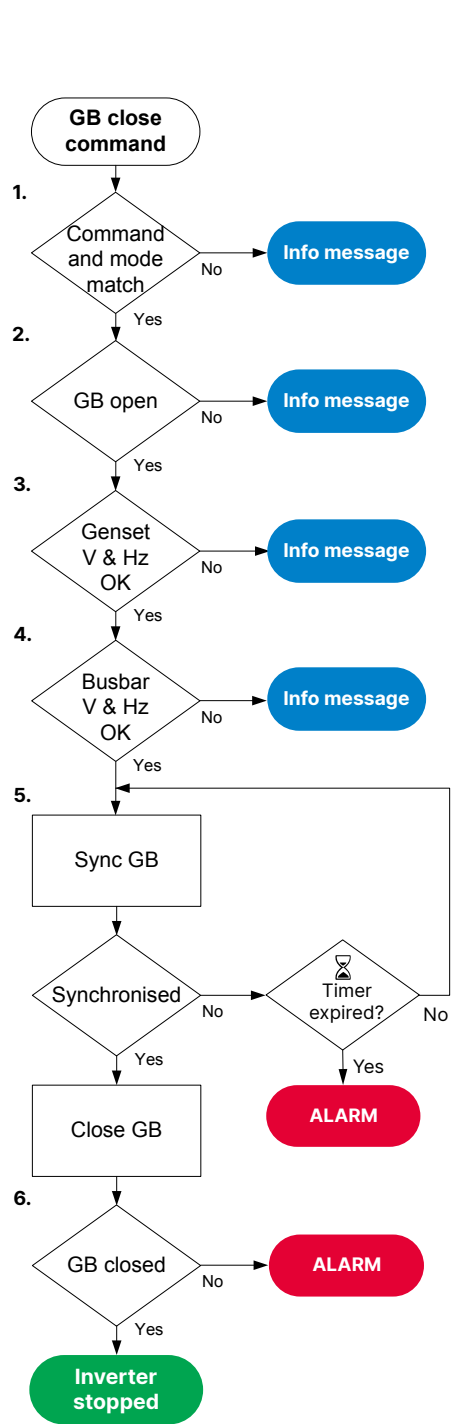 GB close
command
1.
Command
and mode
match
No
Info message
Yes
2.
GB open
No
Info message
Yes
3.
Genset
V & Hz
OK
No
Info message
Yes
4.
Busbar
V & Hz
OK
No
Info message
Yes
5.
Sync GB
Synchronised
No
Timer
expired?
No
Yes
Yes
ALARM
Close GB
6.
GB closed
No
ALARM
Yes
Inverter
stopped